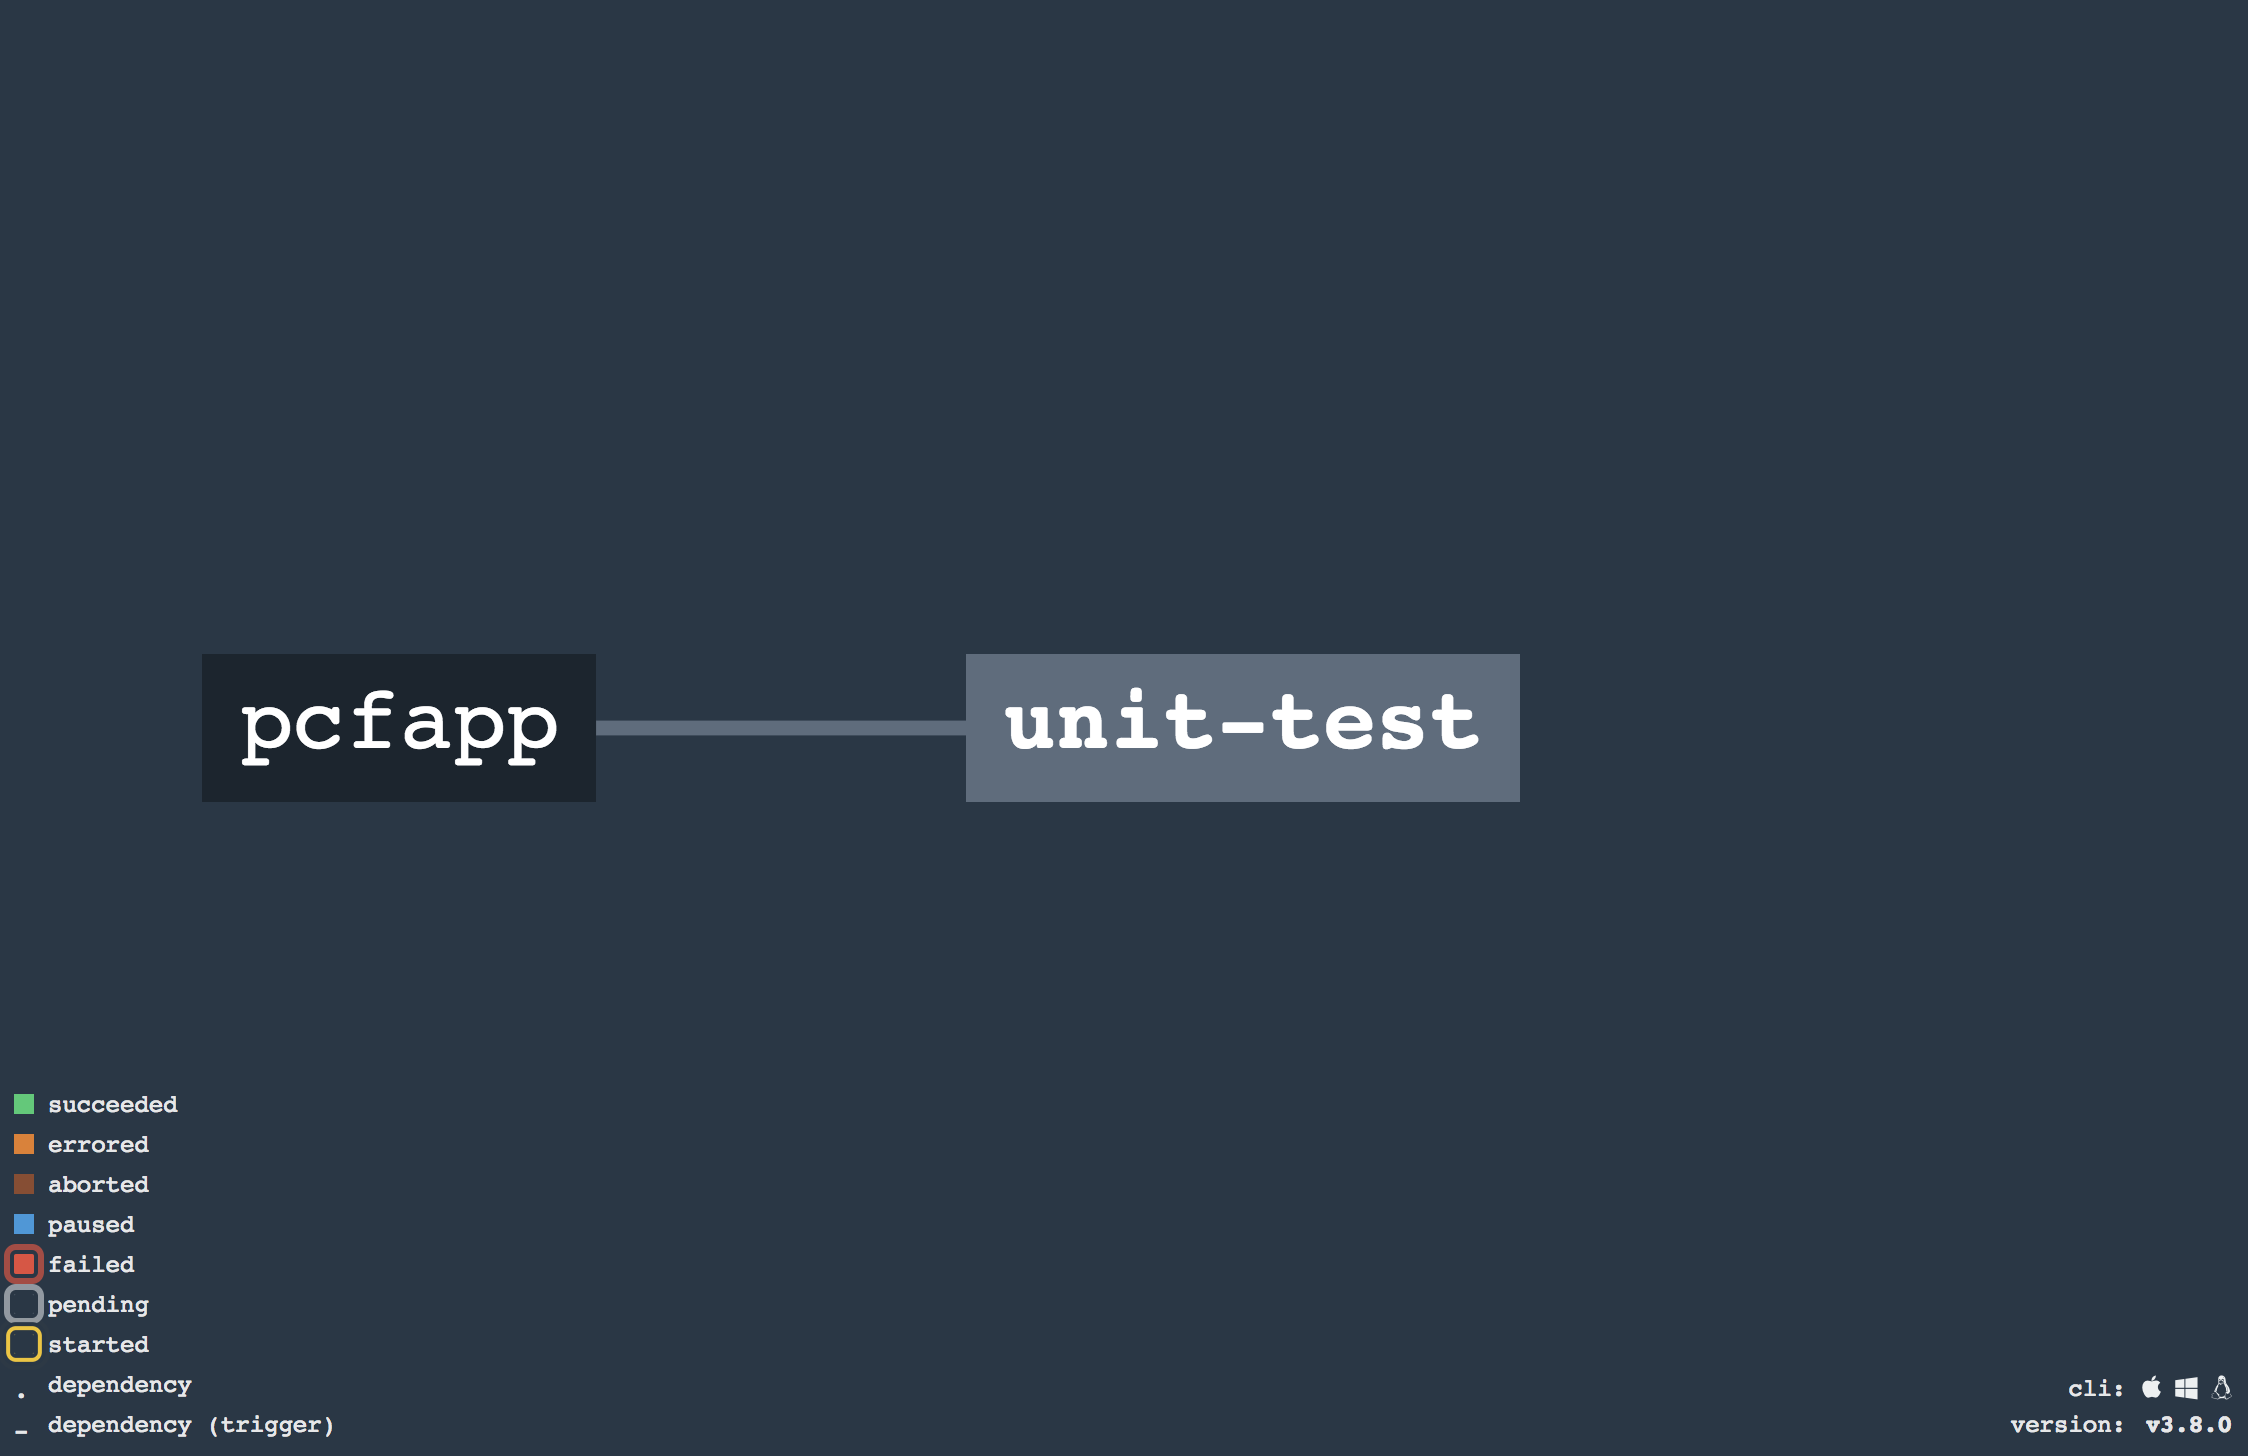 pcfapp
unit-test
succeeded
errored
aborted
paused
failed
pending
started
. dependency
- dependency (trigger)
cli:
version: v3.8.0